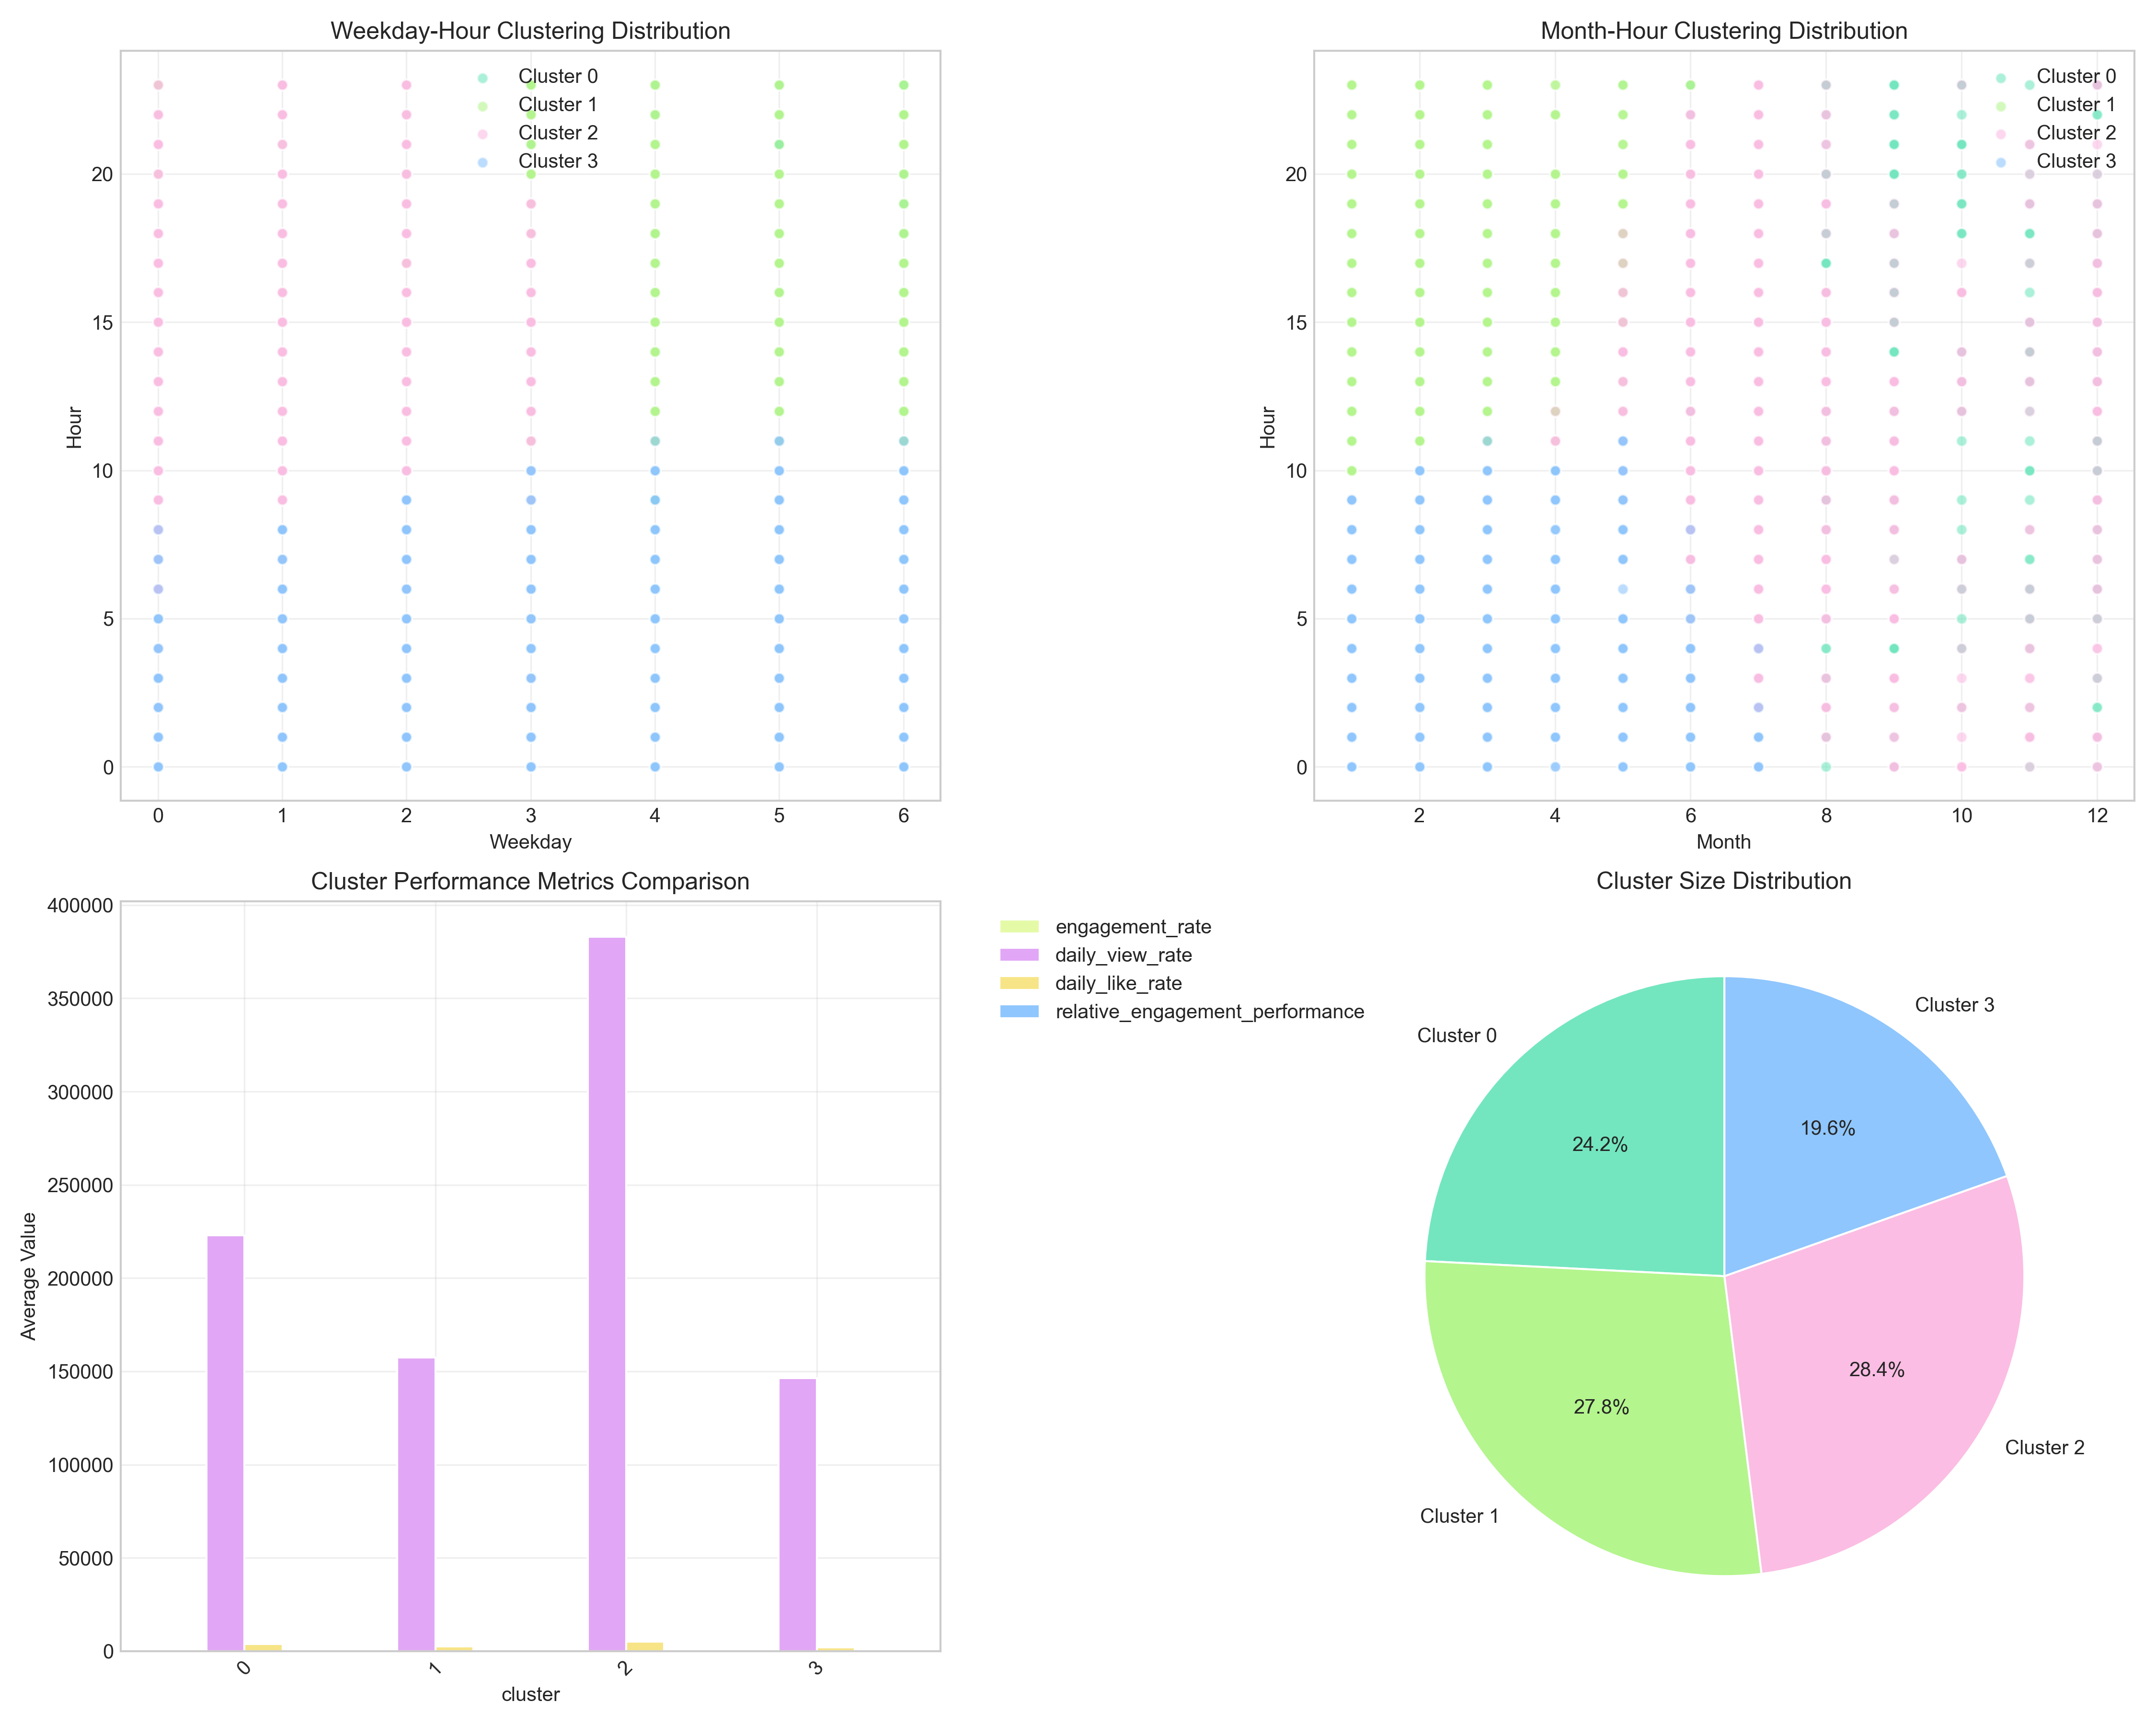 Weekday-Hour Clustering Distribution
Cluster 0
Cluster 1
Cluster 2
Cluster 3
20
15
10
5
0
Hour
0 1 2 3 4 5 6
Weekday
Month-Hour Clustering Distribution
Cluster 0
Cluster 1
Cluster 2
Cluster 3
20
15
10
5
0
Hour
2 4 6 8 10 12
Month
Cluster Performance Metrics Comparison
400000
350000
300000
250000
200000
150000
100000
50000
0
Average Value
0 1 2 3
cluster
engagement_rate
daily_view_rate
daily_like_rate
relative_engagement_performance
Cluster Size Distribution
Cluster 3
Cluster 0
19.6%
24.2%
28.4%
27.8%
Cluster 2
Cluster 1